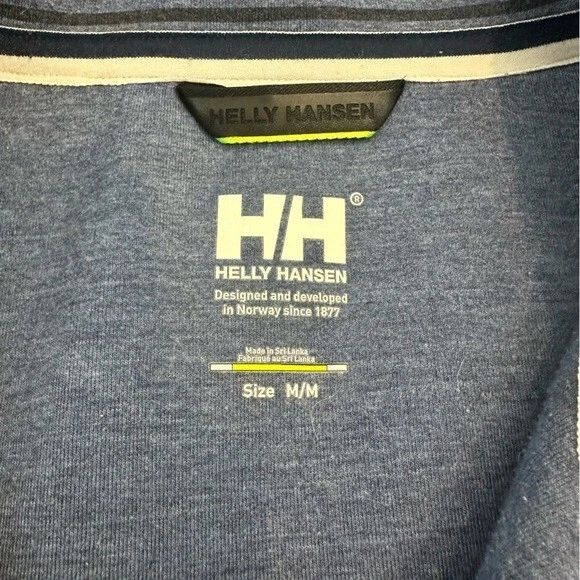 HELLY HANSEN
H/H®
HELLY HANSEN
Designed and developed
in Norway since 1877
Made in Sri Lanka
Fabriqué au Sri Lanka
Size M/M